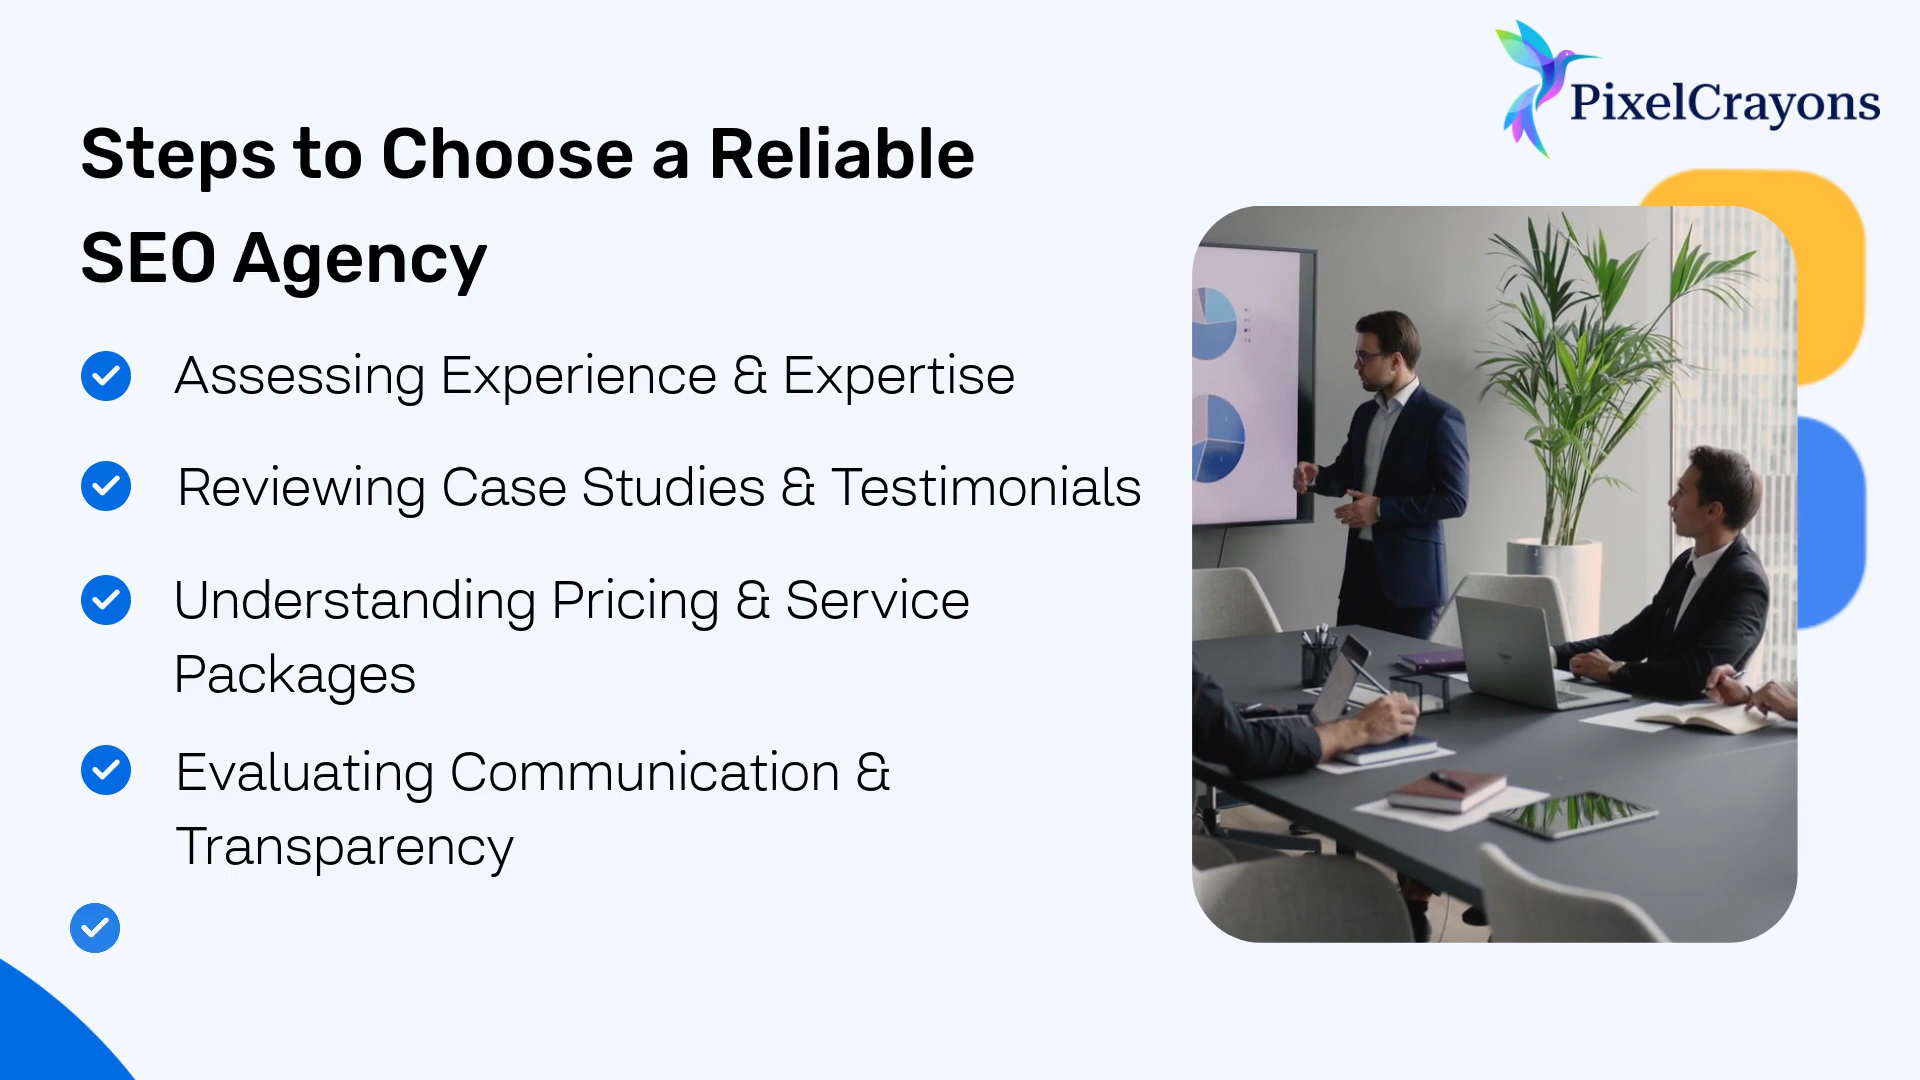 PixelCrayons
Steps to Choose a Reliable
SEO Agency
Assessing Experience & Expertise
Reviewing Case Studies & Testimonials
Understanding Pricing & Service
Packages
Evaluating Communication &
Transparency